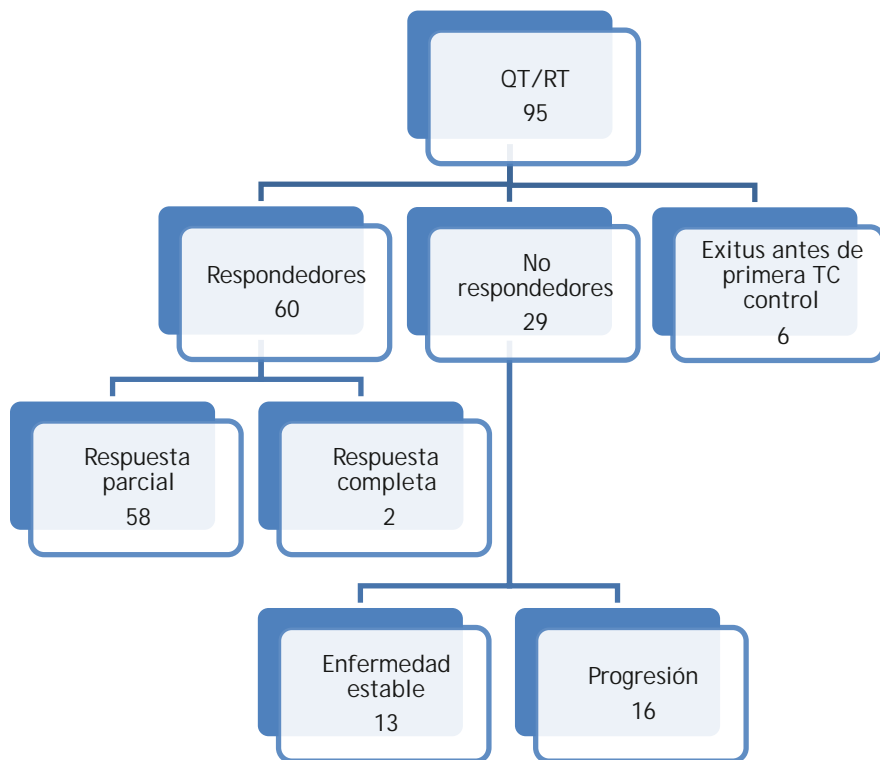 QT/RT
95
Respondedores
60
No
respondedores
29
Exitus antes de
primera TC
control
6
Respuesta
parcial
58
Respuesta
completa
2
Enfermedad
estable
13
Progresión
16